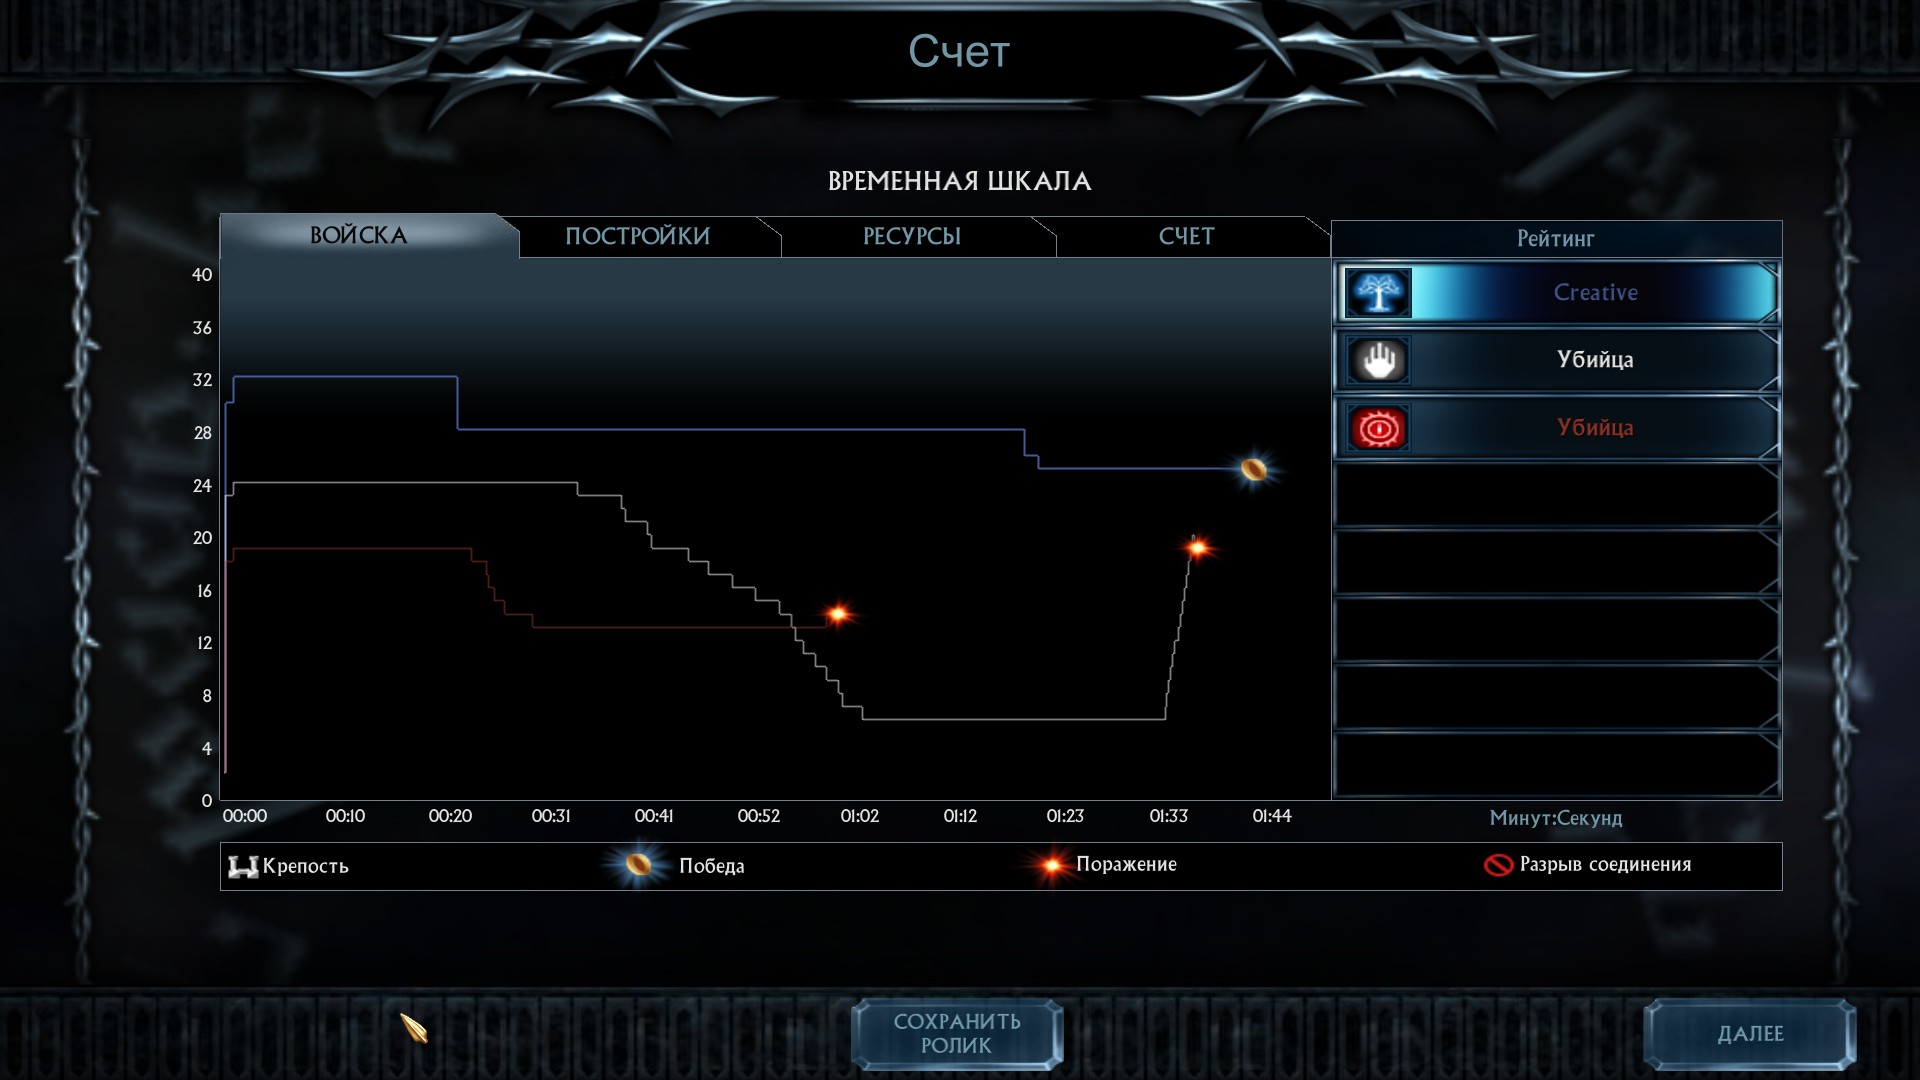 Счет
ВРЕМЕННАЯ ШКАЛА
ВОЙСКА
ПОСТРОЙКИ
РЕСУРСЫ
СЧЕТ
Рейтинг
Creative
Убийца
Убийца
40
36
32
28
24
20
16
12
8
4
0
00:00
00:10
00:20
00:31
00:41
00:52
01:02
01:12
01:23
01:33
01:44
Минут:Секунд
Крепость
Победа
Поражение
Разрыв соединения
СОХРАНИТЬ
РОЛИК
ДАЛЕЕ